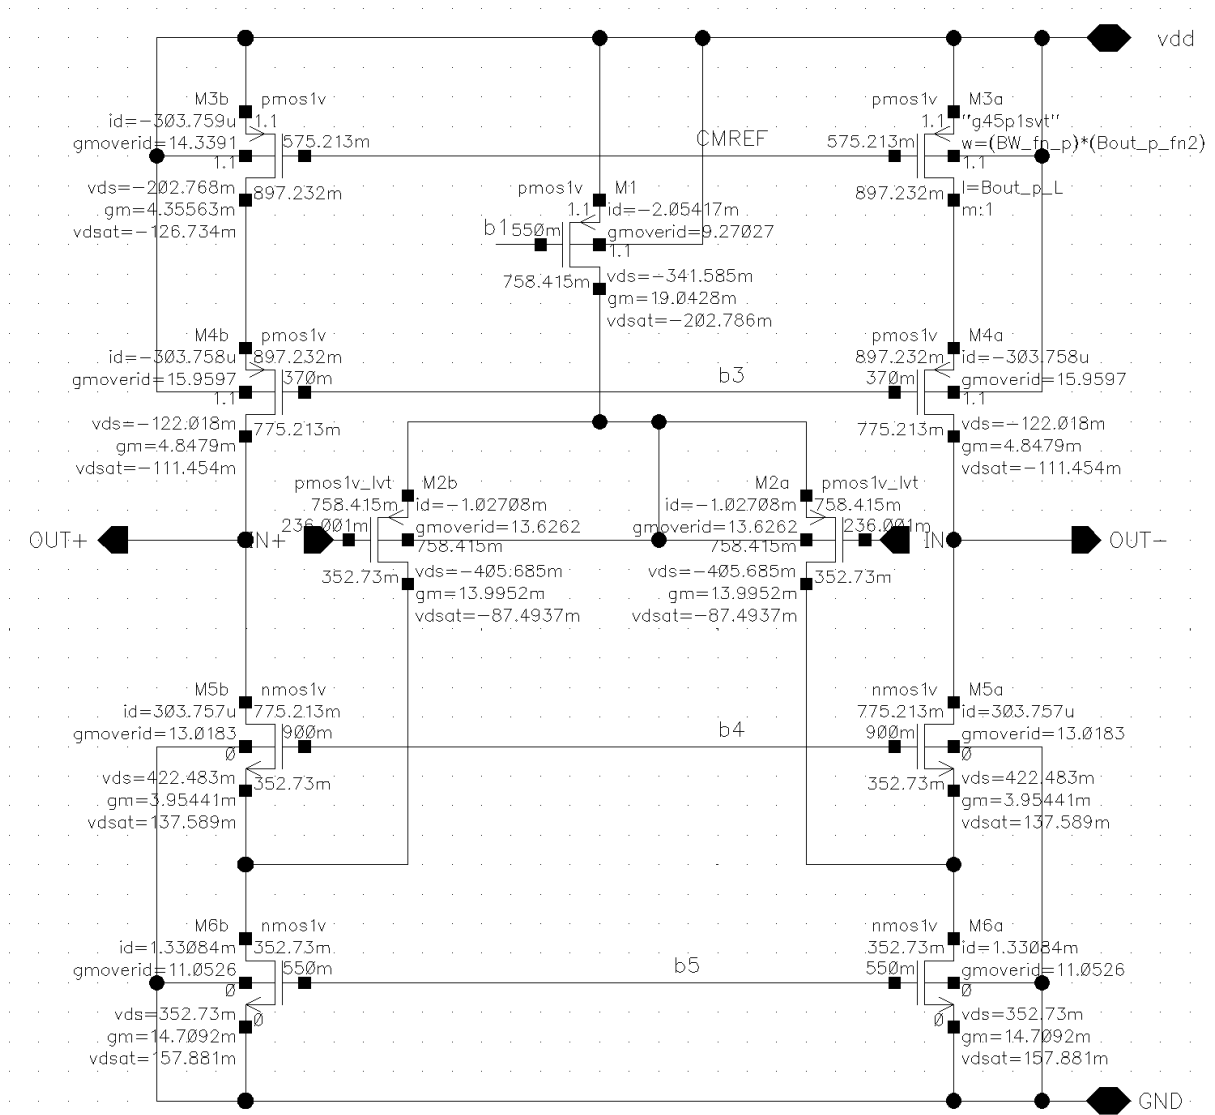 vdd
M3b pmos1v
id=-303.759u 1.1
gmoverid=14.3391 575.213m
1.1
vds=-202.768m 897.232m
gm=4.35563m
vdsat=-126.734m
CMREF
pmos1v M3a
1.1 "g45p1svt"
575.213m w=(BW_fn_p)*(Bout_p_fn2)
1.1
897.232m l=Bout_p_L
m:1
pmos1v M1
1.1 id=-2.05417m
b1 550m gmoverid=9.27027
1.1
758.415m vds=-341.585m
gm=19.0428m
vdsat=-202.786m
M4b pmos1v
id=-303.758u 897.232m
gmoverid=15.9597 370m
1.1
vds=-122.018m 775.213m
gm=4.8479m
vdsat=-111.454m
b3
pmos1v M4a
897.232m id=-303.758u
370m gmoverid=15.9597
1.1
775.213m vds=-122.018m
gm=4.8479m
vdsat=-111.454m
pmos1v_lvt M2b
758.415m id=-1.02708m
236.001m gmoverid=13.6262
OUT+ IN+ 758.415m
352.73m vds=-405.685m
gm=13.9952m
vdsat=-87.4937m
M2a pmos1v_lvt
id=-1.02708m 758.415m
gmoverid=13.6262 236.001m
758.415m IN OUT-
vds=-405.685m 352.73m
gm=13.9952m
vdsat=-87.4937m
M5b nmos1v
id=303.757u 775.213m
gmoverid=13.0183 900m
0
vds=422.483m 352.73m
gm=3.95441m
vdsat=137.589m
b4
nmos1v M5a
775.213m id=303.757u
900m gmoverid=13.0183
0
352.73m vds=422.483m
gm=3.95441m
vdsat=137.589m
M6b nmos1v
id=1.33084m 352.73m
gmoverid=11.0526 550m
0
vds=352.73m 0
gm=14.7092m
vdsat=157.881m
b5
nmos1v M6a
352.73m id=1.33084m
550m gmoverid=11.0526
0
0 vds=352.73m
gm=14.7092m
vdsat=157.881m
GND